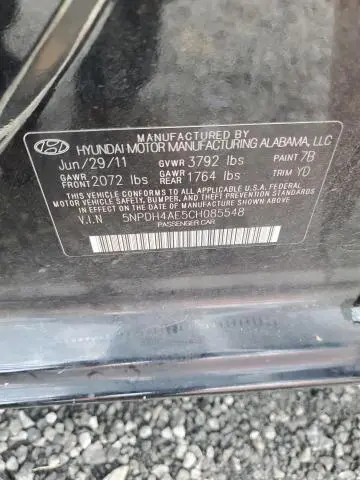 MANUFACTURED BY
HYUNDAI MOTOR MANUFACTURING ALABAMA, LLC
Jun/29/11 GVWR 3792 lbs PAINT 7B
GAWR FRONT 2072 lbs GAWR REAR 1764 lbs TRIM YD
THIS VEHICLE CONFORMS TO ALL APPLICABLE U.S.A. FEDERAL
MOTOR VEHICLE SAFETY, BUMPER, AND THEFT PREVENTION STANDARDS
IN EFFECT ON THE DATE OF MANUFACTURE SHOWN ABOVE.
V.I.N 5NPDH4AE5CH085548
PASSENGER CAR